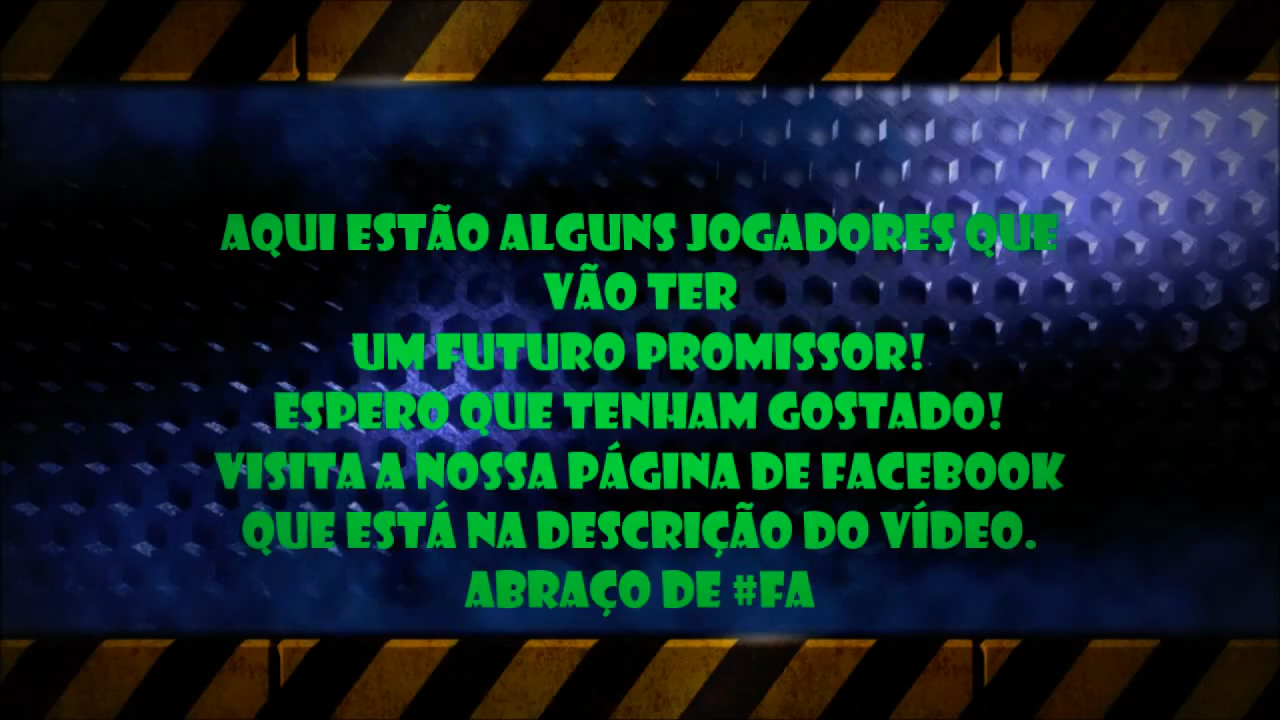 AQUI ESTÃO ALGUNS JOGADORES QUE
VÃO TER
UM FUTURO PROMISSOR!
ESPERO QUE TENHAM GOSTADO!
VISITA A NOSSA PÁGINA DE FACEBOOK
QUE ESTÁ NA DESCRIÇÃO DO VÍDEO.
ABRAÇO DE #FA